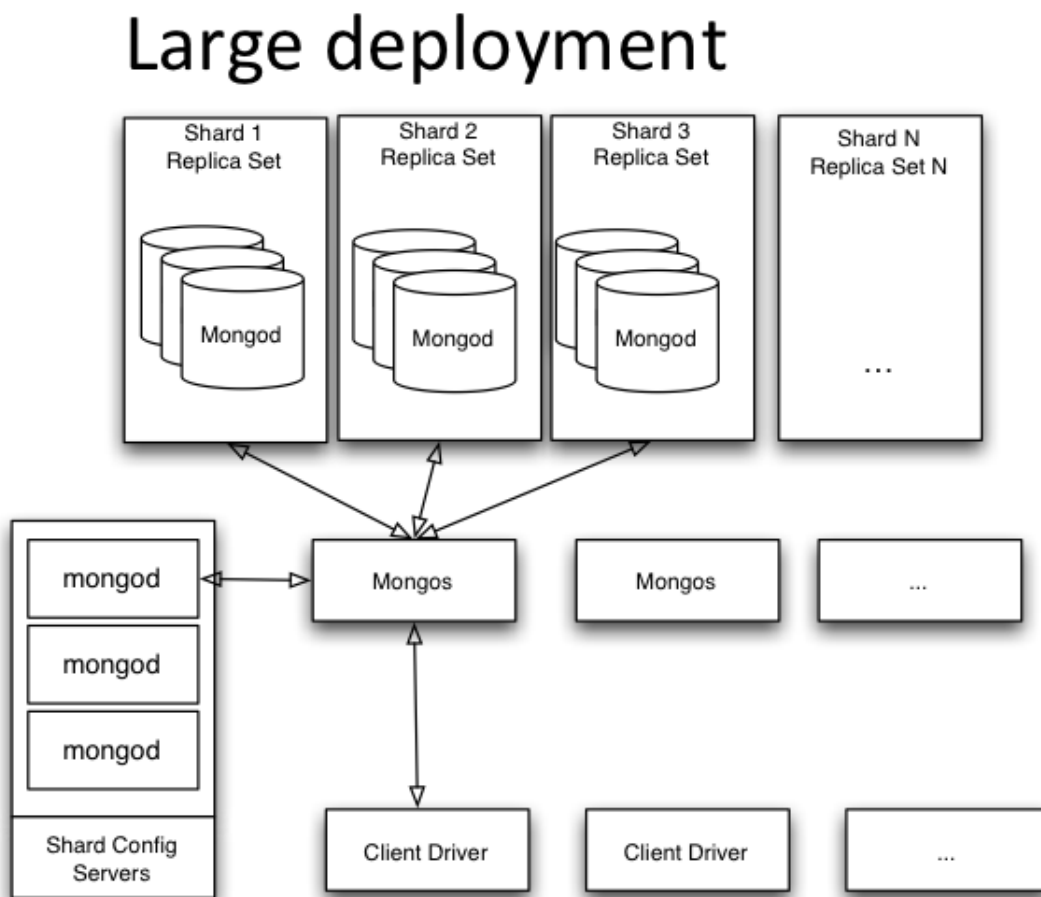 Large deployment
Shard 1
Replica Set
Mongod
Shard 2
Replica Set
Mongod
Shard 3
Replica Set
Mongod
Shard N
Replica Set N
...
mongod
mongod
mongod
Shard Config
Servers
Mongos
Mongos
...
Client Driver
Client Driver
...